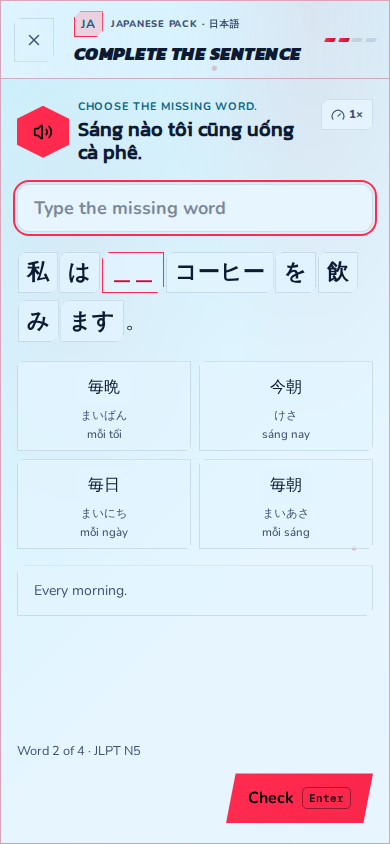 JA JAPANESE PACK · 日本語
COMPLETE THE SENTENCE
CHOOSE THE MISSING WORD.
Sáng nào tôi cũng uống
cà phê.
1×
Type the missing word
私 は __ __ コーヒー を 飲
み ます 。
毎晩
まいばん
mỗi tối
今朝
けさ
sáng nay
毎日
まいにち
mỗi ngày
毎朝
まいあさ
mỗi sáng
Every morning.
Word 2 of 4 · JLPT N5
Check Enter